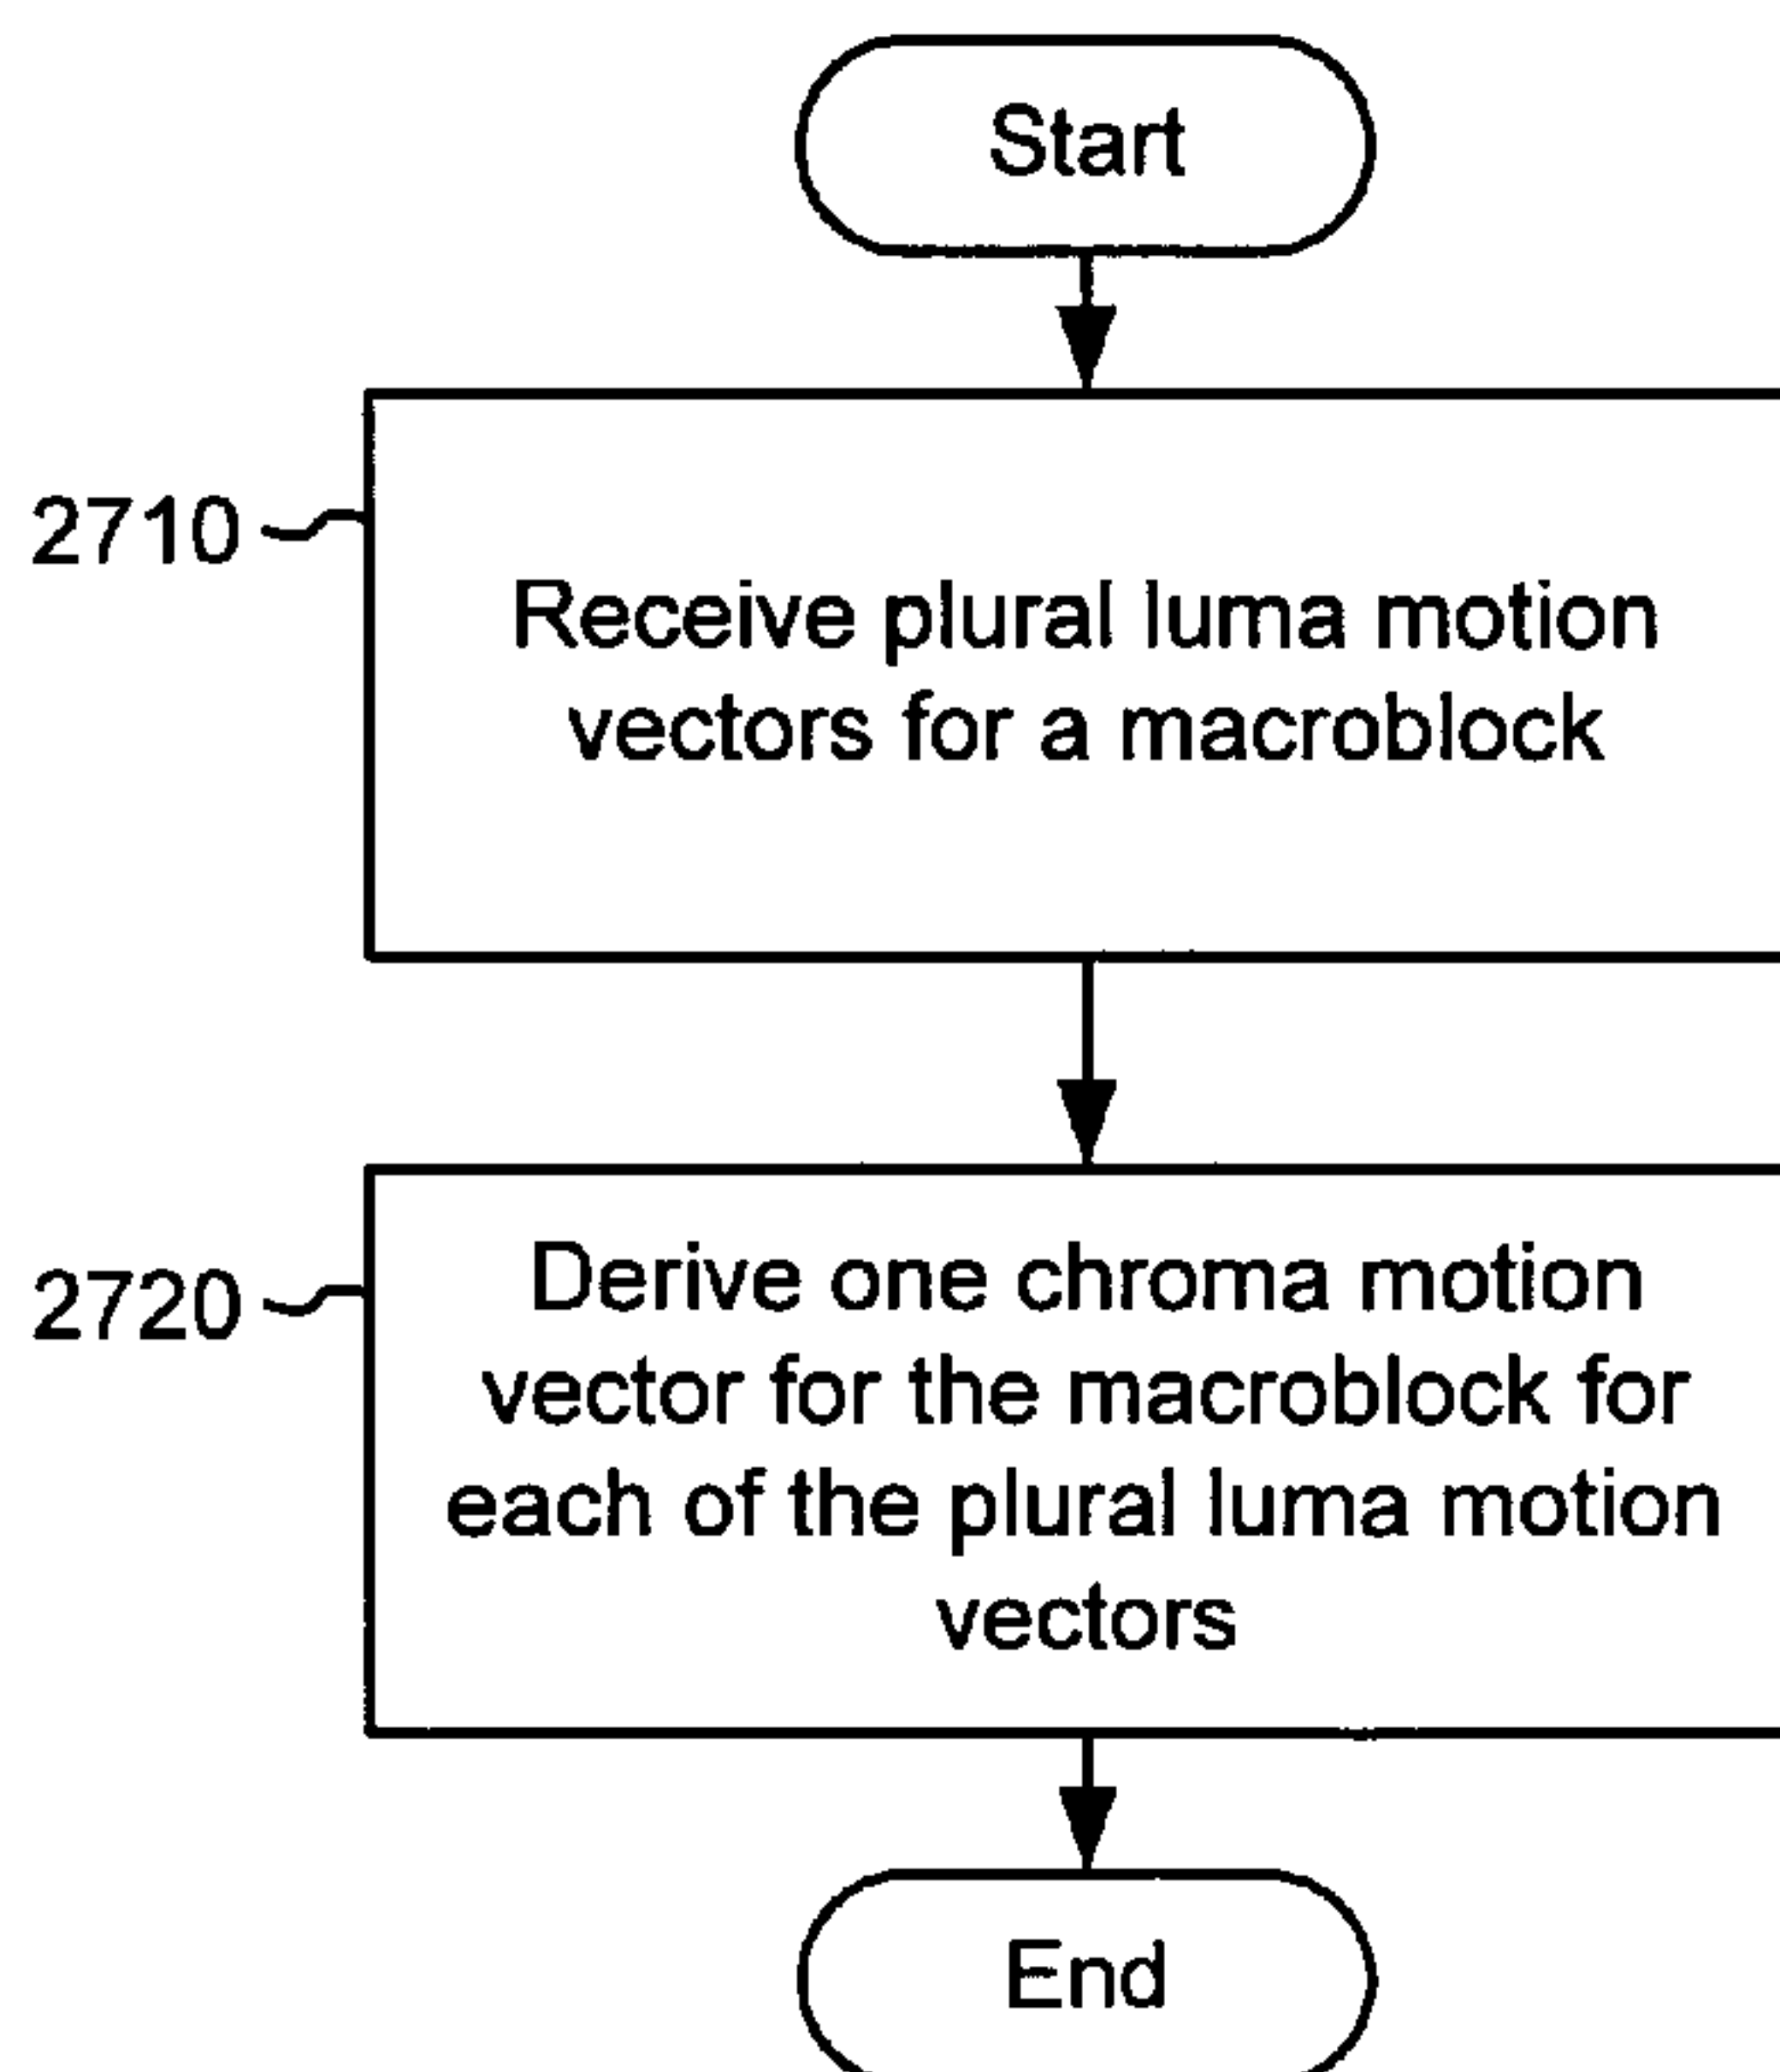 Start
2710
Receive plural luma motion
vectors for a macroblock
2720
Derive one chroma motion
vector for the macroblock for
each of the plural luma motion
vectors
End